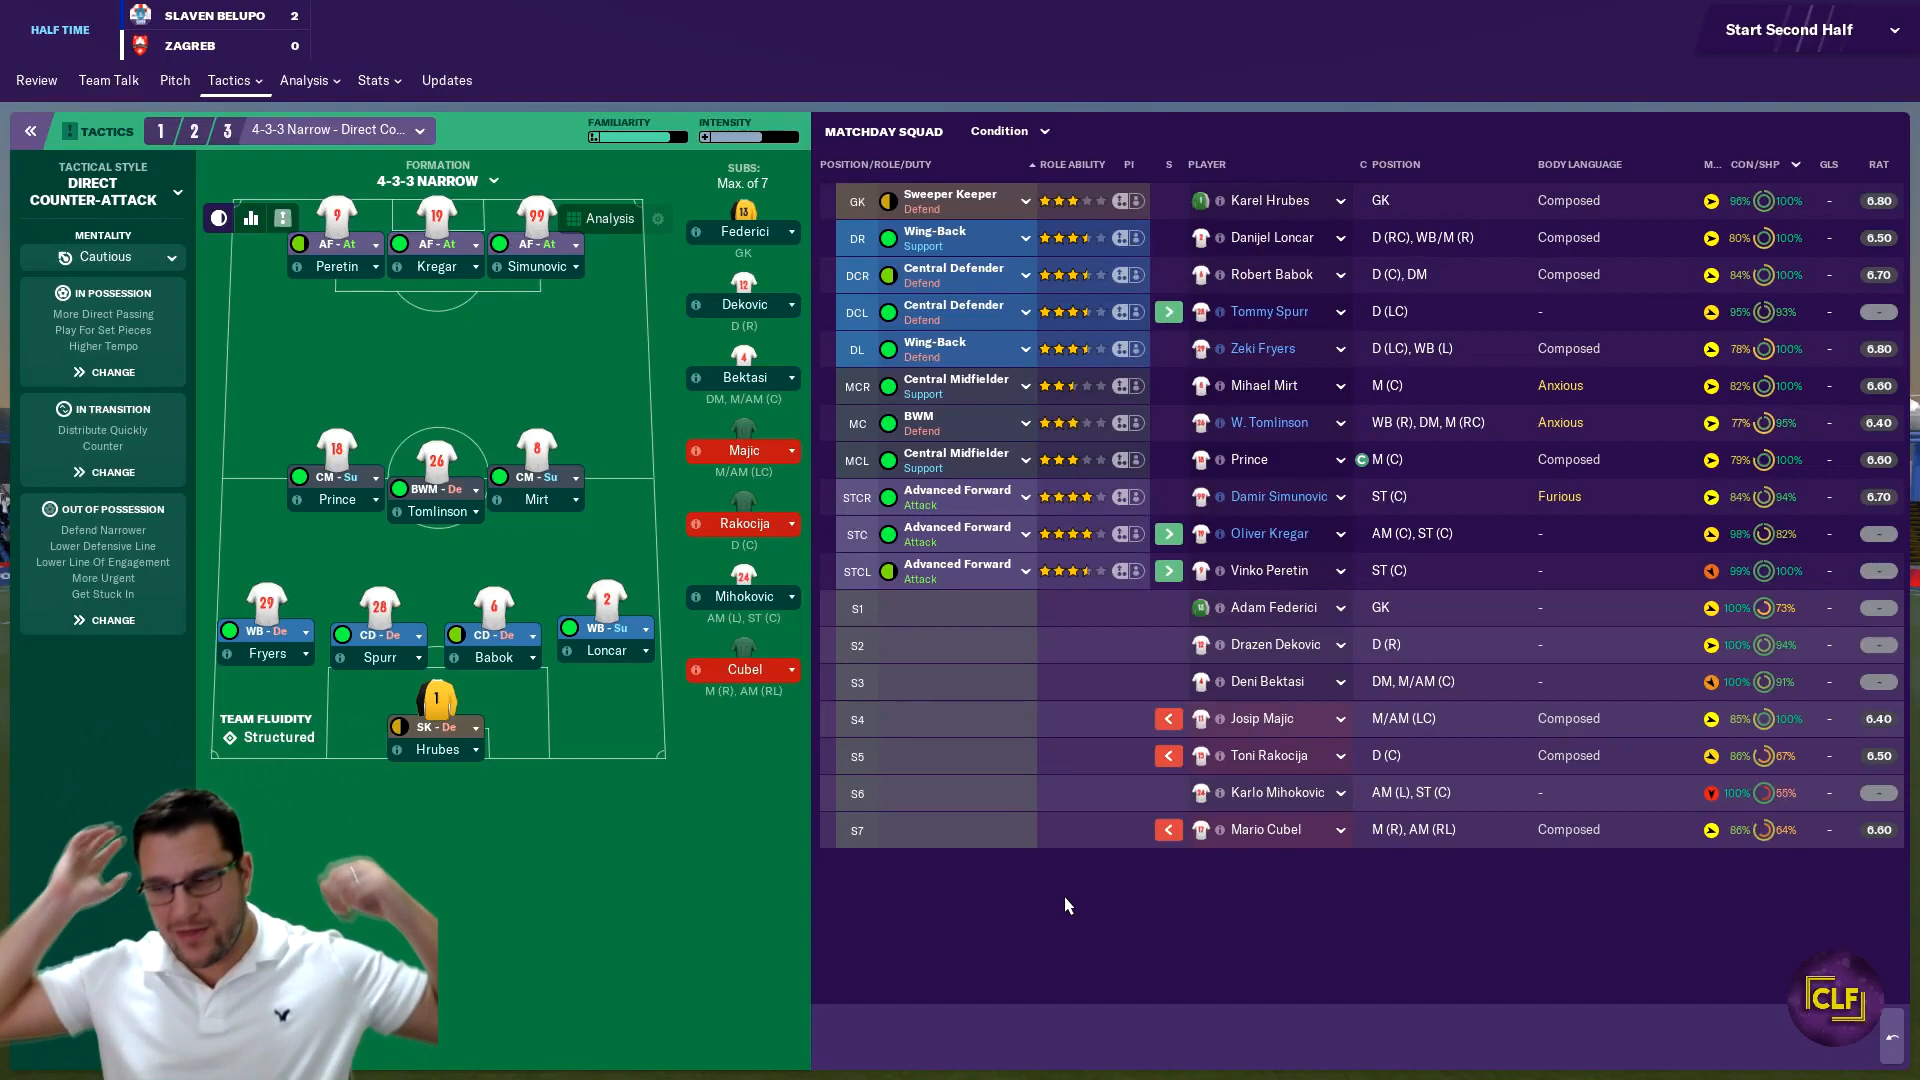 HALF TIME
SLAVEN BELUPO 2
ZAGREB 0
Start Second Half
Review Team Talk Pitch Tactics Analysis Stats Updates
TACTICS 1 2 3 4-3-3 Narrow - Direct Co...
FAMILIARITY INTENSITY
TACTICAL STYLE
DIRECT
COUNTER-ATTACK
MENTALITY
Cautious
IN POSSESSION
More Direct Passing
Play For Set Pieces
Higher Tempo
CHANGE
IN TRANSITION
Distribute Quickly
Counter
CHANGE
OUT OF POSSESSION
Defend Narrower
Lower Defensive Line
Lower Line Of Engagement
More Urgent
Get Stuck In
CHANGE
FORMATION
4-3-3 NARROW
Analysis
9 19 99
AF - At AF - At AF - At
Peretin Kregar Simunovic
18 26 8
CM - Su BWM - De CM - Su
Prince Tomlinson Mirt
29 28 6 2
WB - De CD - De CD - De WB - Su
Fryers Spurr Babok Loncar
1
SK - De
Hrubes
TEAM FLUIDITY
Structured
SUBS:
Max. of 7
13
Federici
GK
12
Dekovic
D (R)
4
Bektasi
DM, M/AM (C)
Majic
M/AM (LC)
Rakocija
D (C)
24
Mihokovic
AM (L), ST (C)
Cubel
M (R), AM (RL)
MATCHDAY SQUAD Condition
POSITION/ROLE/DUTY ROLE ABILITY PI S PLAYER C POSITION BODY LANGUAGE M... CON/SHP GLS RAT
GK Sweeper Keeper Defend Karel Hrubes GK Composed 96% 100% - 6.80
DR Wing-Back Support Danijel Loncar D (RC), WB/M (R) Composed 80% 100% - 6.50
DCR Central Defender Defend Robert Babok D (C), DM Composed 84% 100% - 6.70
DCL Central Defender Defend Tommy Spurr D (LC) - 95% 93% - -
DL Wing-Back Defend Zeki Fryers D (LC), WB (L) Composed 78% 100% - 6.80
MCR Central Midfielder Support Mihael Mirt M (C) Anxious 82% 100% - 6.60
MC BWM Defend W. Tomlinson WB (R), DM, M (RC) Anxious 77% 95% - 6.40
MCL Central Midfielder Support Prince C M (C) Composed 79% 100% - 6.60
STCR Advanced Forward Attack Damir Simunovic ST (C) Furious 84% 94% - 6.70
STC Advanced Forward Attack Oliver Kregar AM (C), ST (C) - 98% 82% - -
STCL Advanced Forward Attack Vinko Peretin ST (C) - 99% 100% - -
S1 Adam Federici GK - 100% 73% - -
S2 Drazen Dekovic D (R) - 100% 94% - -
S3 Deni Bektasi DM, M/AM (C) - 100% 91% - -
S4 Josip Majic M/AM (LC) Composed 85% 100% - 6.40
S5 Toni Rakocija D (C) Composed 86% 67% - 6.50
S6 Karlo Mihokovic AM (L), ST (C) - 100% 55% - -
S7 Mario Cubel M (R), AM (RL) Composed 86% 64% - 6.60
CLF